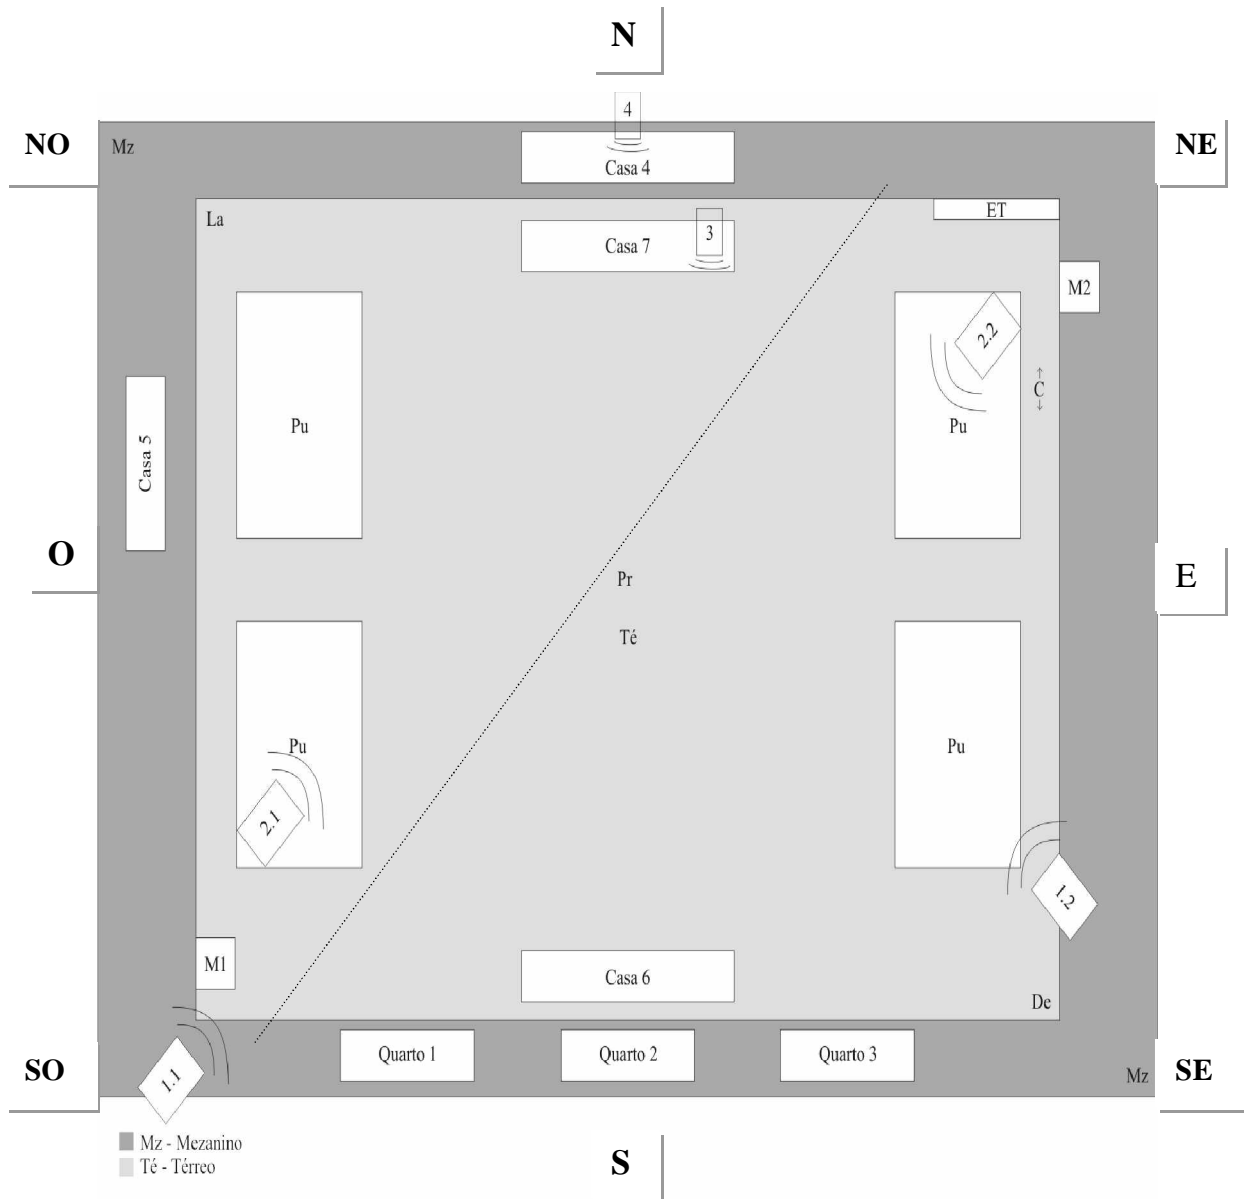 N
4
NO
Mz
NE
Casa 4
La
ET
3
Casa 7
M2
2.2
C
Pu
Pu
Casa 5
O
E
Pr
Té
Pu
Pu
2.1
1.2
M1
Casa 6
De
Quarto 1
Quarto 2
Quarto 3
SO
1.1
Mz
SE
Mz - Mezanino
Té - Térreo
S